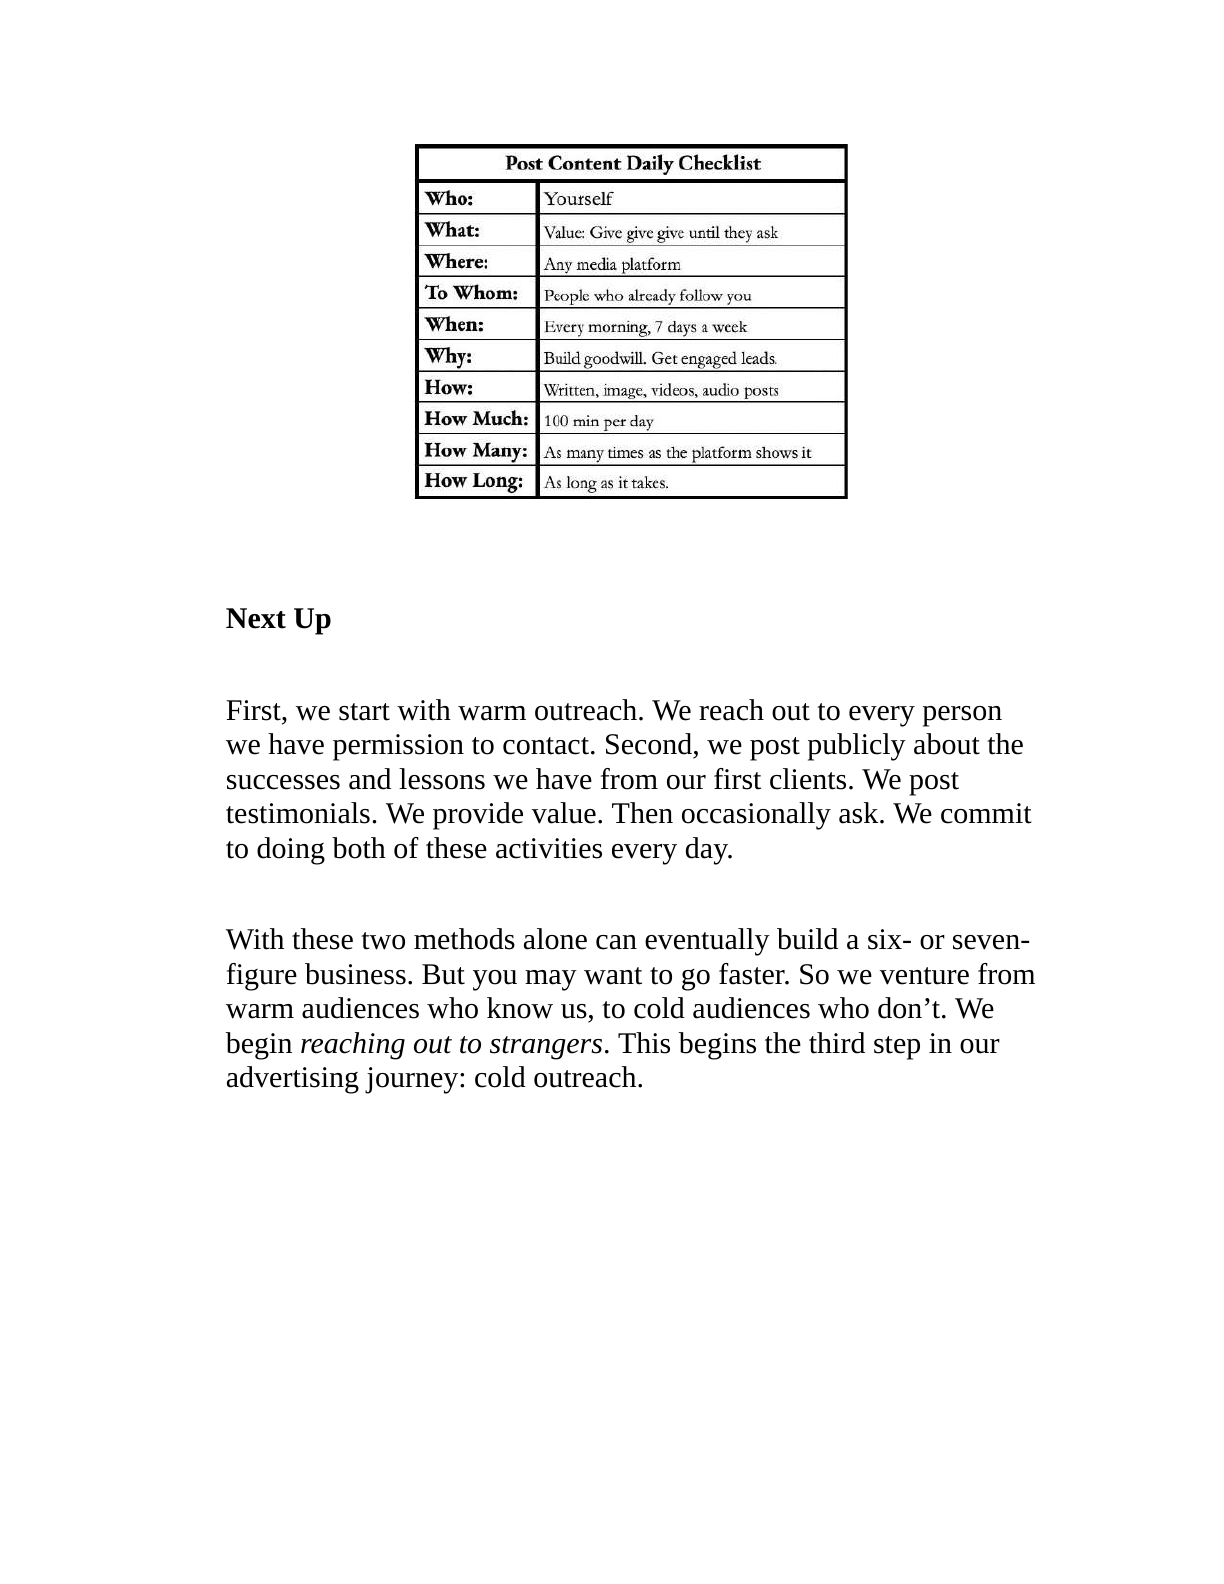 Post Content Daily Checklist
Who: Yourself
What: Value: Give give give until they ask
Where: Any media platform
To Whom: People who already follow you
When: Every morning, 7 days a week
Why: Build goodwill. Get engaged leads.
How: Written, image, videos, audio posts
How Much: 100 min per day
How Many: As many times as the platform shows it
How Long: As long as it takes.
Next Up
First, we start with warm outreach. We reach out to every person
we have permission to contact. Second, we post publicly about the
successes and lessons we have from our first clients. We post
testimonials. We provide value. Then occasionally ask. We commit
to doing both of these activities every day.
With these two methods alone can eventually build a six- or seven-
figure business. But you may want to go faster. So we venture from
warm audiences who know us, to cold audiences who don’t. We
begin reaching out to strangers. This begins the third step in our
advertising journey: cold outreach.